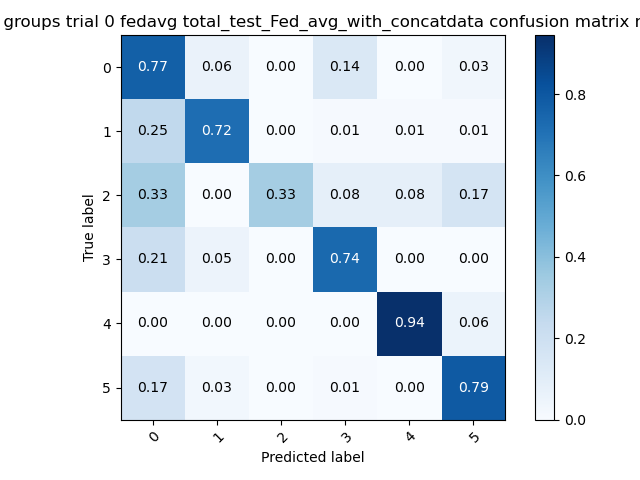 groups trial 0 fedavg total_test_Fed_avg_with_concatdata confusion matrix
0 0.77 0.06 0.00 0.14 0.00 0.03
1 0.25 0.72 0.00 0.01 0.01 0.01
2 0.33 0.00 0.33 0.08 0.08 0.17
3 0.21 0.05 0.00 0.74 0.00 0.00
4 0.00 0.00 0.00 0.00 0.94 0.06
5 0.17 0.03 0.00 0.01 0.00 0.79
0 1 2 3 4 5
True label
Predicted label
0.8
0.6
0.4
0.2
0.0